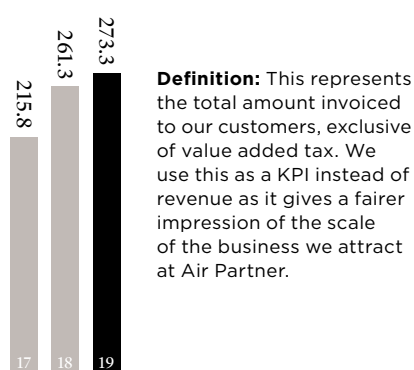 215.8
261.3
273.3
17
18
19
Definition: This represents
the total amount invoiced
to our customers, exclusive
of value added tax. We
use this as a KPI instead of
revenue as it gives a fairer
impression of the scale
of the business we attract
at Air Partner.